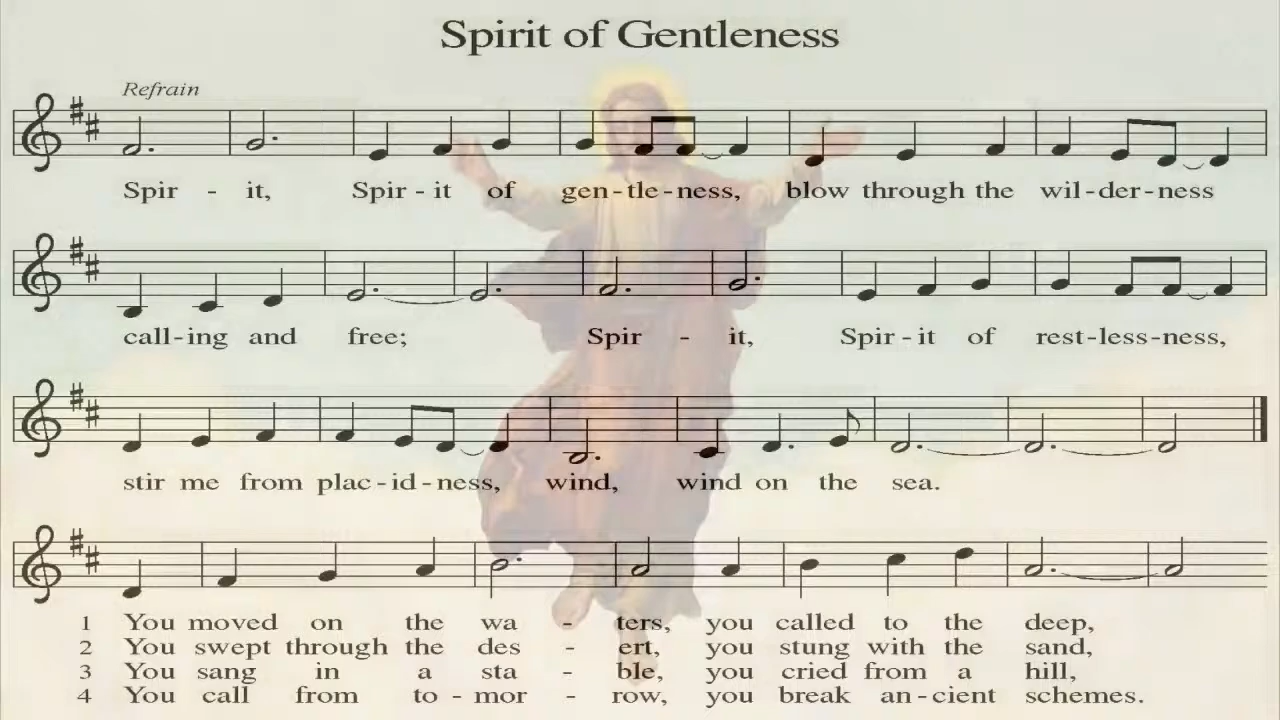 Spirit of Gentleness
Refrain
Spir - it, Spir - it of gen - tle - ness, blow through the wil - der - ness
call - ing and free; Spir - it, Spir - it of rest - less - ness,
stir me from plac - id - ness, wind, wind on the sea.
1 You moved on the wa - ters, you called to the deep,
2 You swept through the des - ert, you stung with the sand,
3 You sang in a sta - ble, you cried from a hill,
4 You call from to - mor - row, you break an - cient schemes.